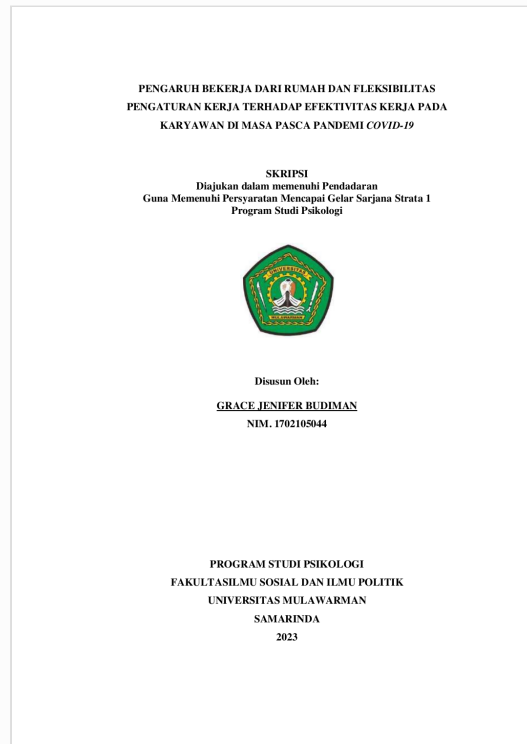 PENGARUH BEKERJA DARI RUMAH DAN FLEKSIBILITAS
PENGATURAN KERJA TERHADAP EFEKTIVITAS KERJA PADA
KARYAWAN DI MASA PASCA PANDEMI COVID-19
SKRIPSI
Diajukan dalam memenuhi Pendadaran
Guna Memenuhi Persyaratan Mencapai Gelar Sarjana Strata 1
Program Studi Psikologi
UNIVERSITAS
Disusun Oleh:
GRACE JENIFER BUDIMAN
NIM. 1702105044
PROGRAM STUDI PSIKOLOGI
FAKULTASILMU SOSIAL DAN ILMU POLITIK
UNIVERSITAS MULAWARMAN
SAMARINDA
2023